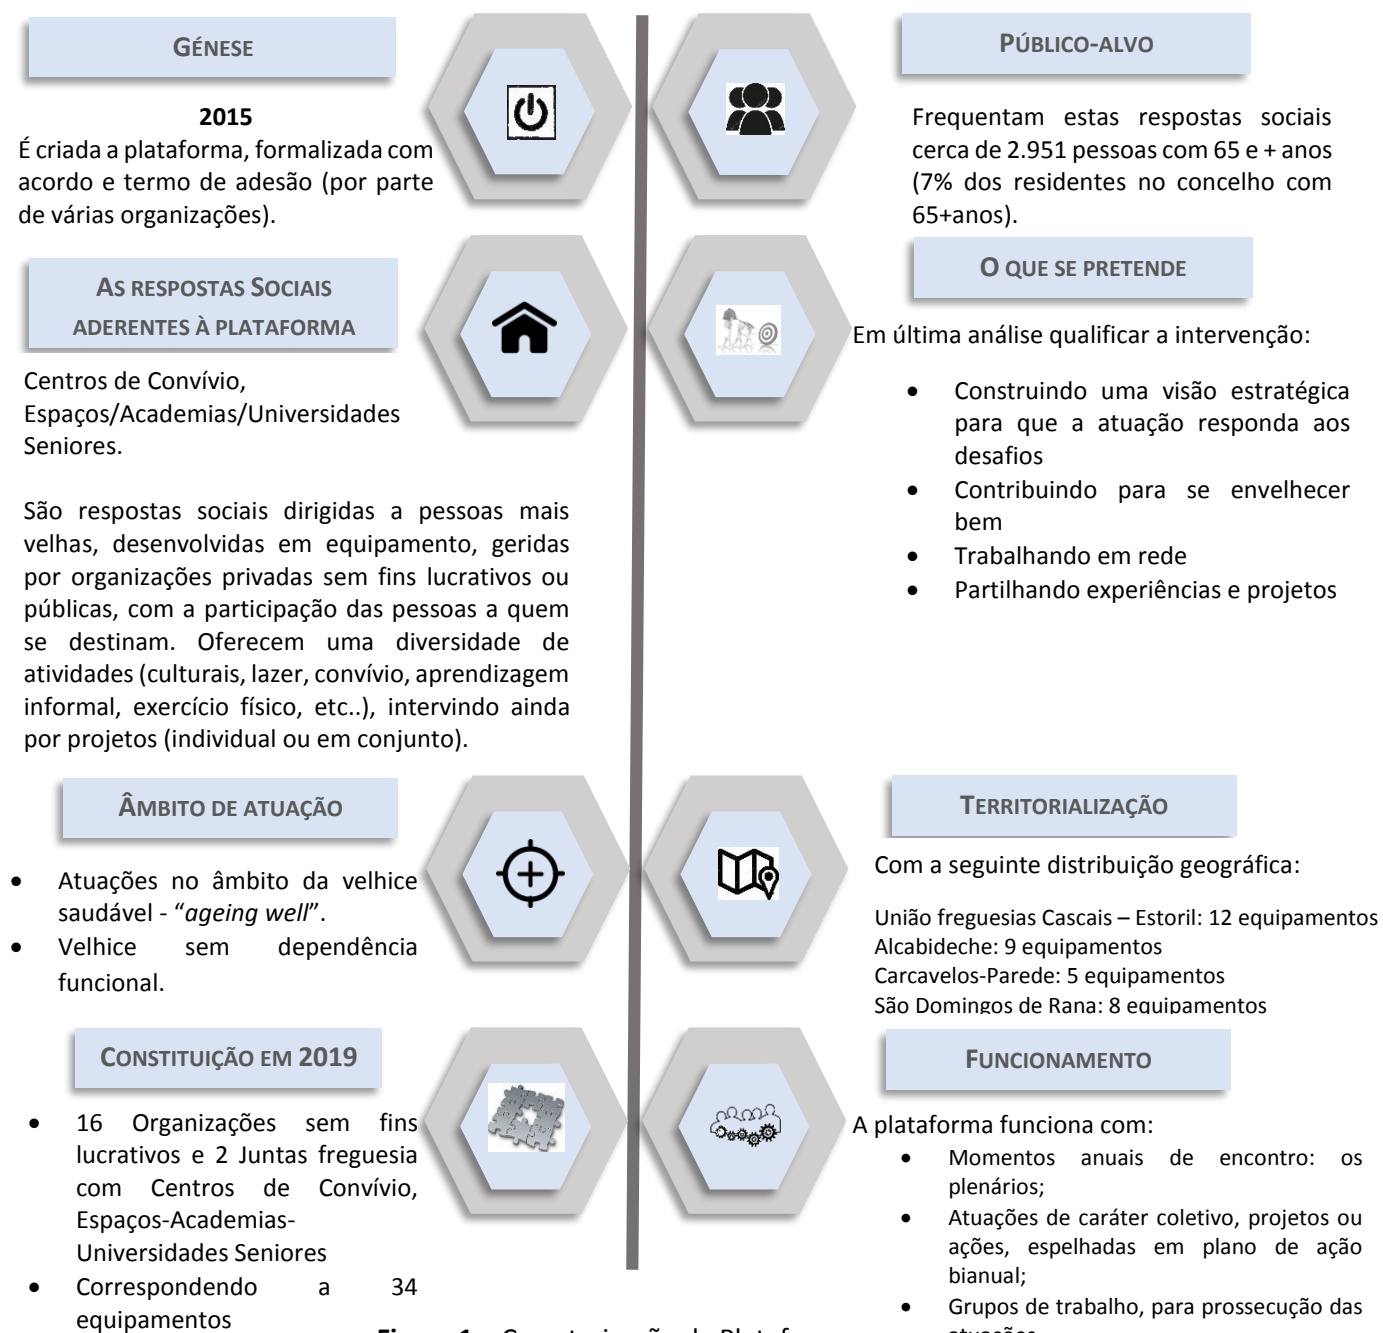 GÉNESE
2015
É criada a plataforma, formalizada com
acordo e termo de adesão (por parte
de várias organizações).
AS RESPOSTAS SOCIAIS
ADERENTES À PLATAFORMA
Centros de Convívio,
Espaços/Academias/Universidades
Seniores.
São respostas sociais dirigidas a pessoas mais
velhas, desenvolvidas em equipamento, geridas
por organizações privadas sem fins lucrativos ou
públicas, com a participação das pessoas a quem
se destinam. Oferecem uma diversidade de
atividades (culturais, lazer, convívio, aprendizagem
informal, exercício físico, etc..), intervindo ainda
por projetos (individual ou em conjunto).
ÂMBITO DE ATUAÇÃO
• Atuações no âmbito da velhice
saudável - “ageing well”.
• Velhice sem dependência
funcional.
CONSTITUIÇÃO EM 2019
• 16 Organizações sem fins
lucrativos e 2 Juntas freguesia
com Centros de Convívio,
Espaços-Academias-
Universidades Seniores
• Correspondendo a 34
equipamentos
PÚBLICO-ALVO
Frequentam estas respostas sociais
cerca de 2.951 pessoas com 65 e + anos
(7% dos residentes no concelho com
65+anos).
O QUE SE PRETENDE
Em última análise qualificar a intervenção:
• Construindo uma visão estratégica
para que a atuação responda aos
desafios
• Contribuindo para se envelhecer
bem
• Trabalhando em rede
• Partilhando experiências e projetos
TERRITORIALIZAÇÃO
Com a seguinte distribuição geográfica:
União freguesias Cascais – Estoril: 12 equipamentos
Alcabideche: 9 equipamentos
Carcavelos-Parede: 5 equipamentos
São Domingos de Rana: 8 equipamentos
FUNCIONAMENTO
A plataforma funciona com:
• Momentos anuais de encontro: os
plenários;
• Atuações de caráter coletivo, projetos ou
ações, espelhadas em plano de ação
bianual;
• Grupos de trabalho, para prossecução das